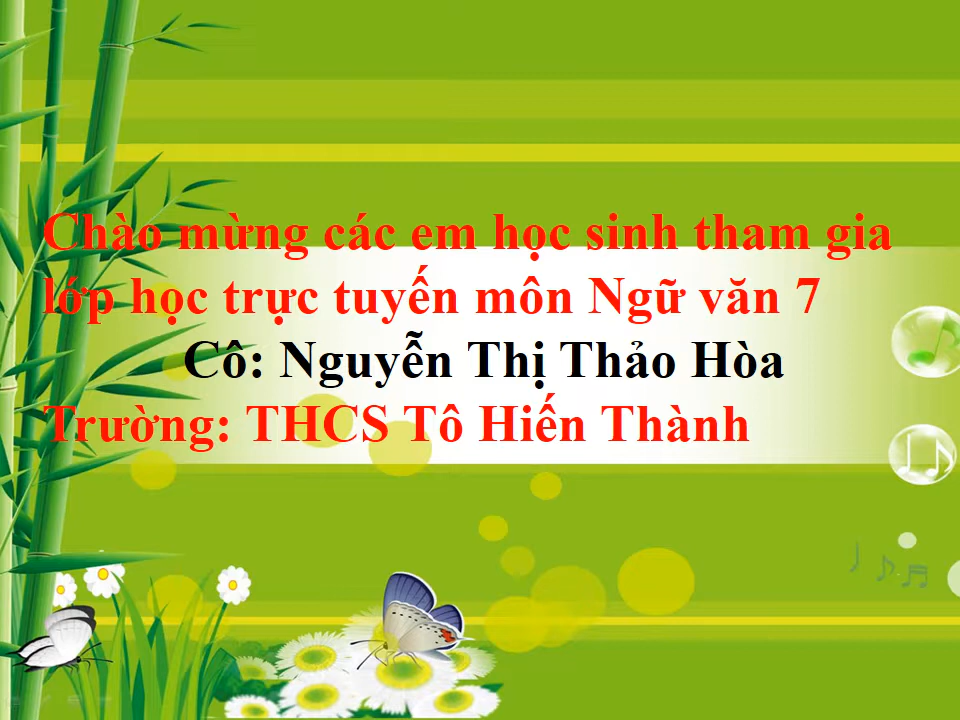 Chào mừng các em học sinh tham gia
lớp học trực tuyến môn Ngữ văn 7
Cô: Nguyễn Thị Thảo Hòa
Trường: THCS Tô Hiến Thành